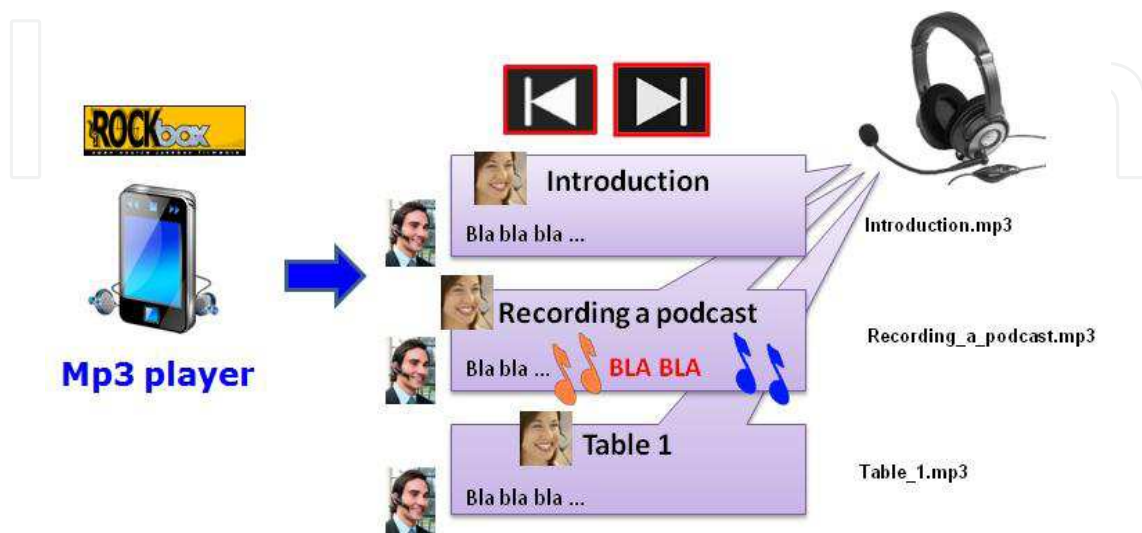 ROCKbox
Mp3 player
Introduction
Bla bla bla ...
Introduction.mp3
Recording a podcast
Bla bla ... BLA BLA
Recording_a_podcast.mp3
Table 1
Bla bla bla ...
Table_1.mp3